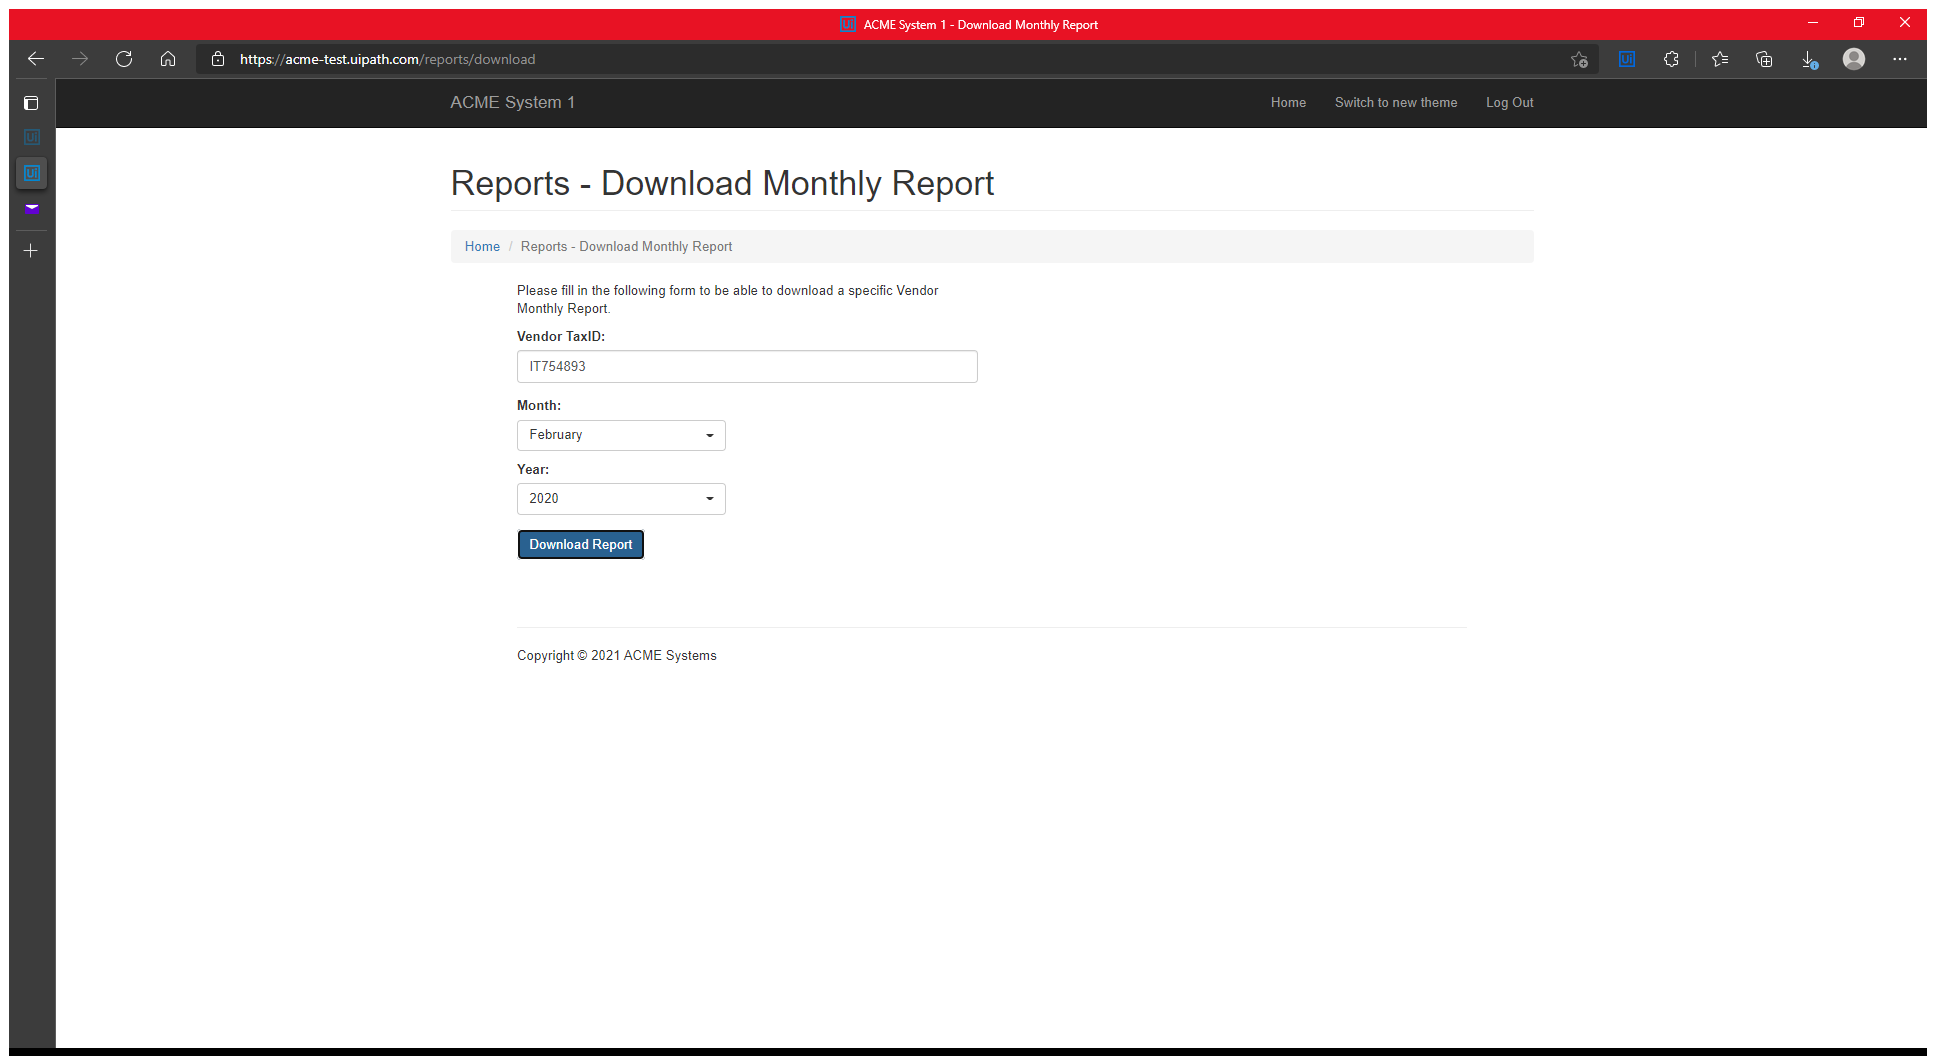 ACME System 1 - Download Monthly Report
https://acme-test.uipath.com/reports/download
ACME System 1
Home
Switch to new theme
Log Out
Reports - Download Monthly Report
Home / Reports - Download Monthly Report
Please fill in the following form to be able to download a specific Vendor
Monthly Report.
Vendor TaxID:
IT754893
Month:
February
Year:
2020
Download Report
Copyright © 2021 ACME Systems